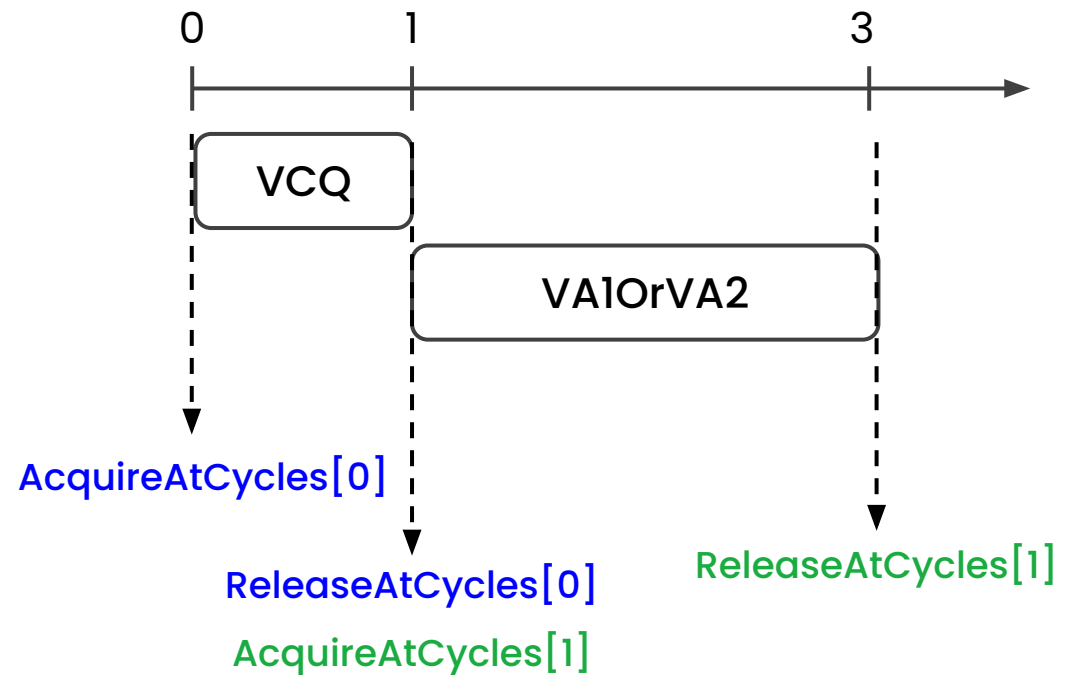 0 1 3
VCQ
VA1OrVA2
AcquireAtCycles[0]
ReleaseAtCycles[1]
ReleaseAtCycles[0]
AcquireAtCycles[1]